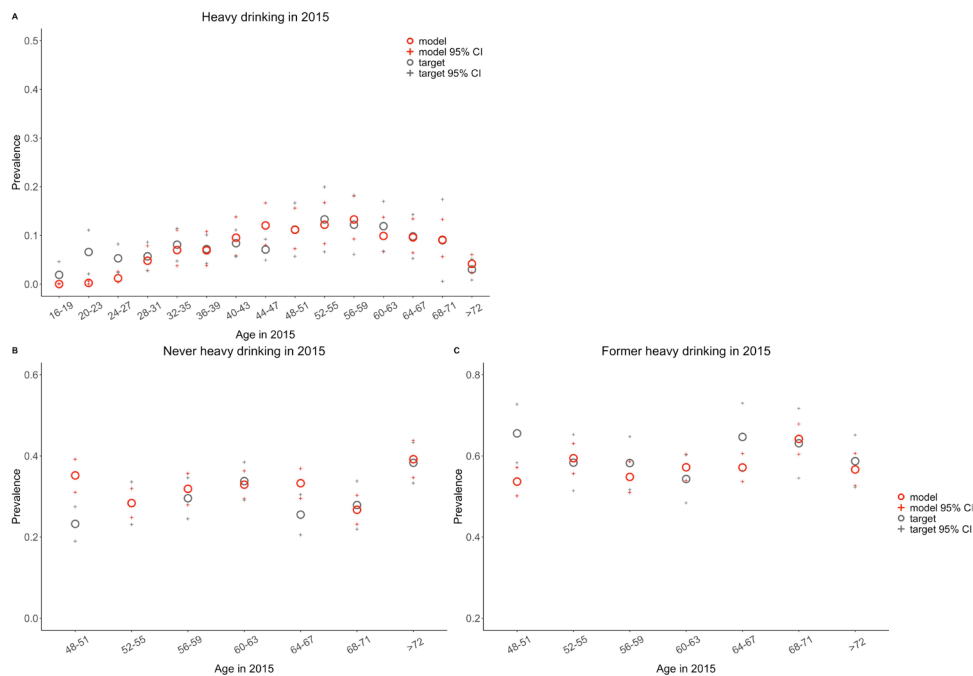 A
Heavy drinking in 2015
0.5
0.4
0.3
0.2
0.1
0.0
Prevalence
model
model 95% CI
target
target 95% CI
16-19
20-23
24-27
28-31
32-35
36-39
40-43
44-47
48-51
52-55
56-59
60-63
64-67
68-71
>72
Age in 2015
B
Never heavy drinking in 2015
0.6
0.4
0.2
0.0
Prevalence
48-51
52-55
56-59
60-63
64-67
68-71
>72
Age in 2015
C
Former heavy drinking in 2015
0.8
0.6
0.4
0.2
Prevalence
48-51
52-55
56-59
60-63
64-67
68-71
>72
Age in 2015
model
model 95% CI
target
target 95% CI